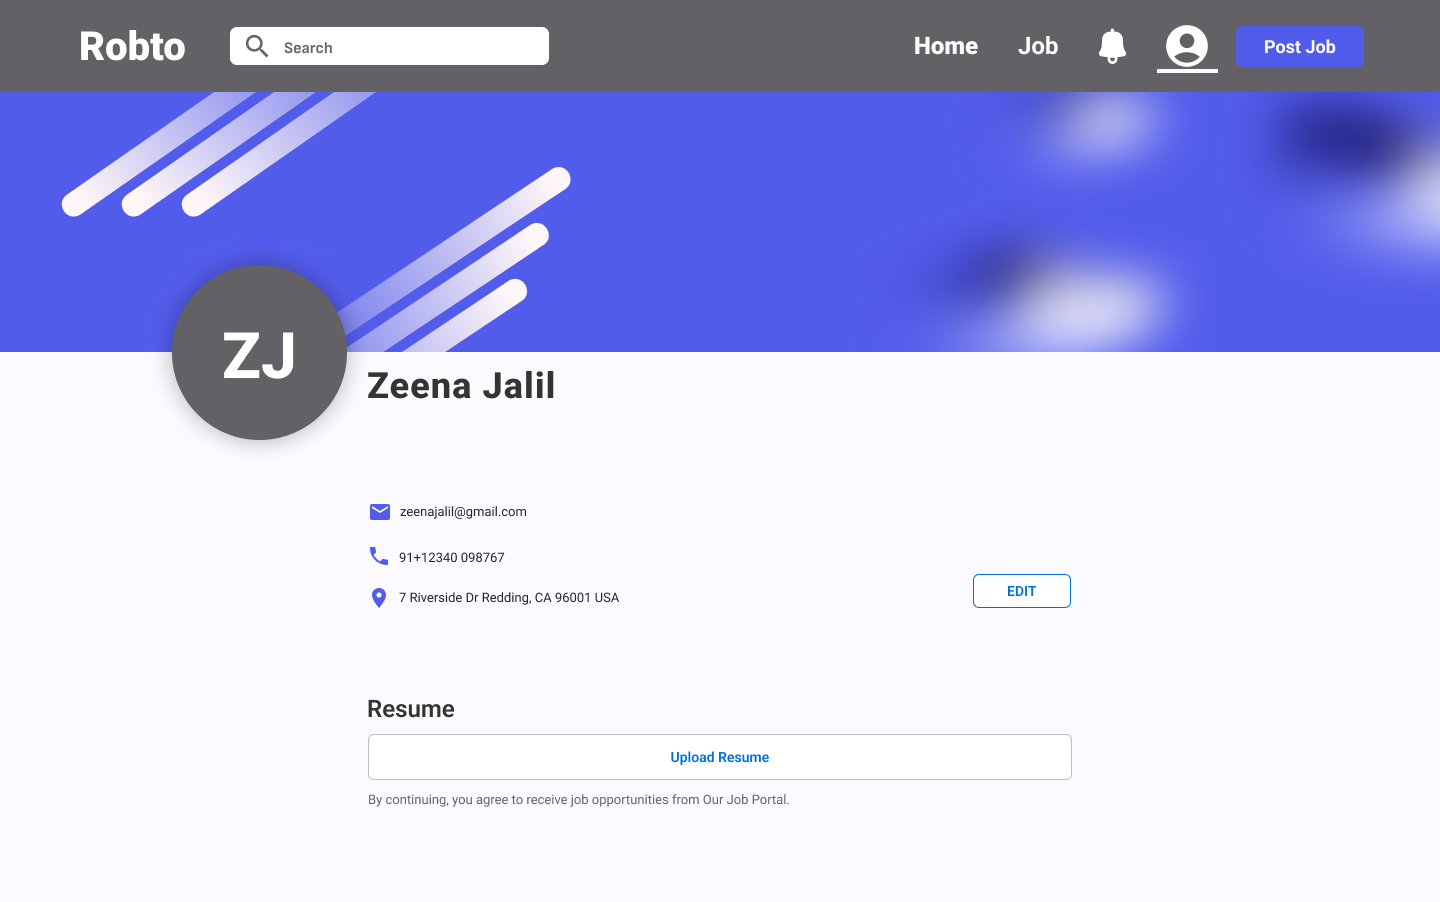 Robto
Search
Home
Job
Post Job
ZJ
Zeena Jalil
zeenajalil@gmail.com
91+12340 098767
7 Riverside Dr Redding, CA 96001 USA
EDIT
Resume
Upload Resume
By continuing, you agree to receive job opportunities from Our Job Portal.